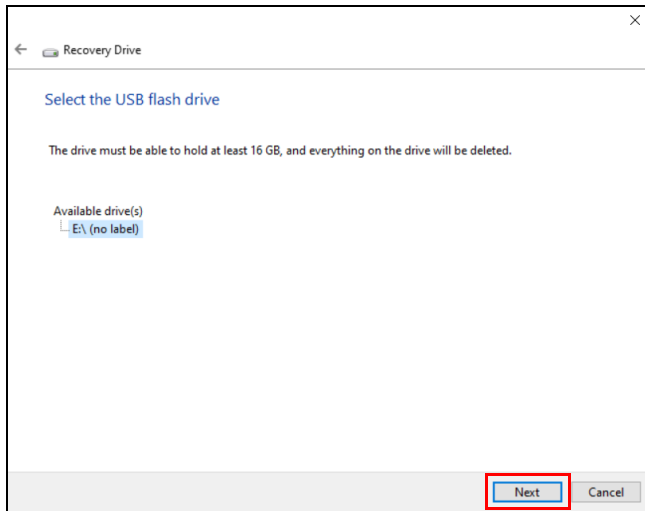 Recovery Drive
Select the USB flash drive
The drive must be able to hold at least 16 GB, and everything on the drive will be deleted.
Available drive(s)
E:\ (no label)
Next Cancel